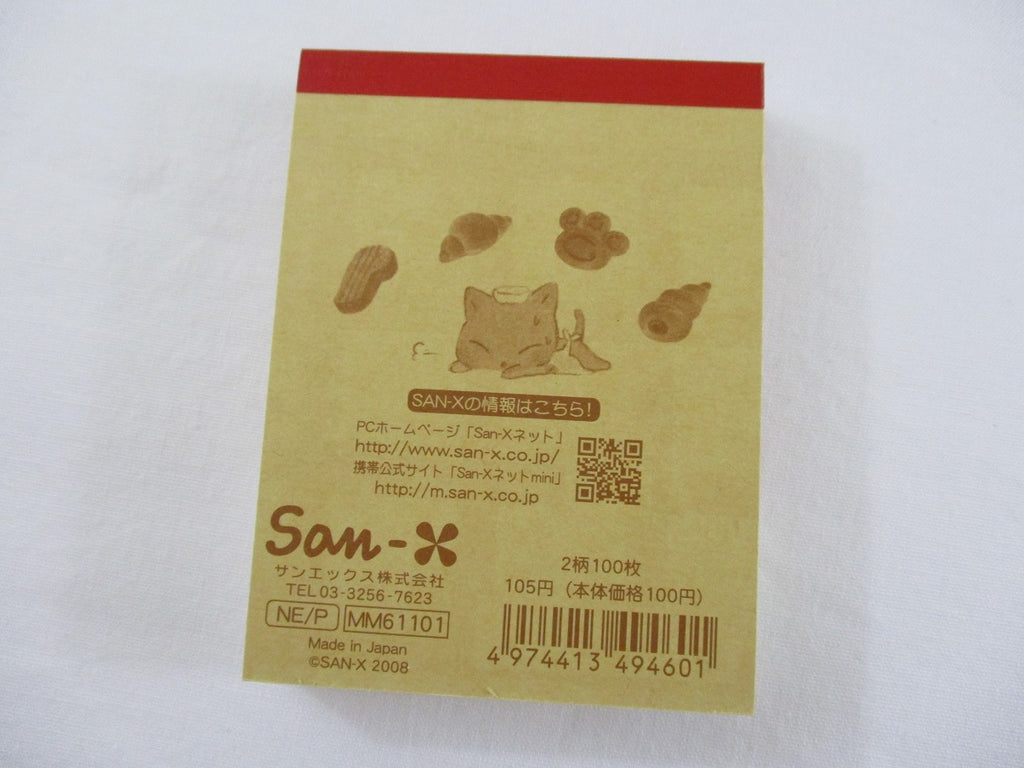 SAN-Xの情報はこちら!
PCホームページ「San-Xネット」
http://www.san-x.co.jp/
携帯公式サイト「San-Xネットmini」
http://m.san-x.co.jp
San-X
サンエックス株式会社
TEL 03-3256-7623
NE/P MM61101
Made in Japan
©SAN-X 2008
2柄100枚
105円（本体価格100円）
4 974413 494601